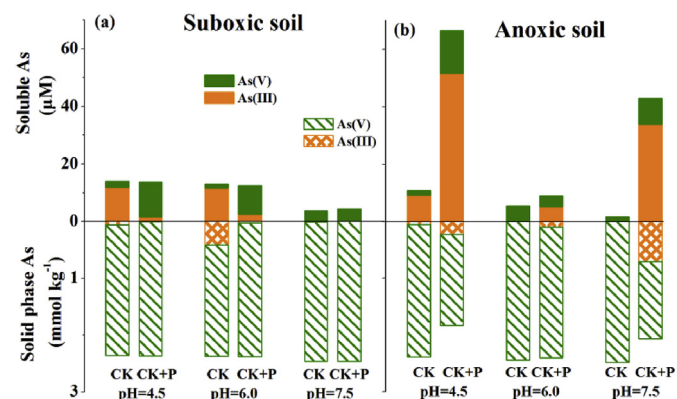 (a) Suboxic soil
(b) Anoxic soil
Soluble As
(µM)
60
40
20
0
As(V)
As(III)
As(V)
As(III)
Solid phase As
(mmol kg⁻¹)
1
3
CK CK+P CK CK+P CK CK+P
pH=4.5 pH=6.0 pH=7.5
CK CK+P CK CK+P CK CK+P
pH=4.5 pH=6.0 pH=7.5